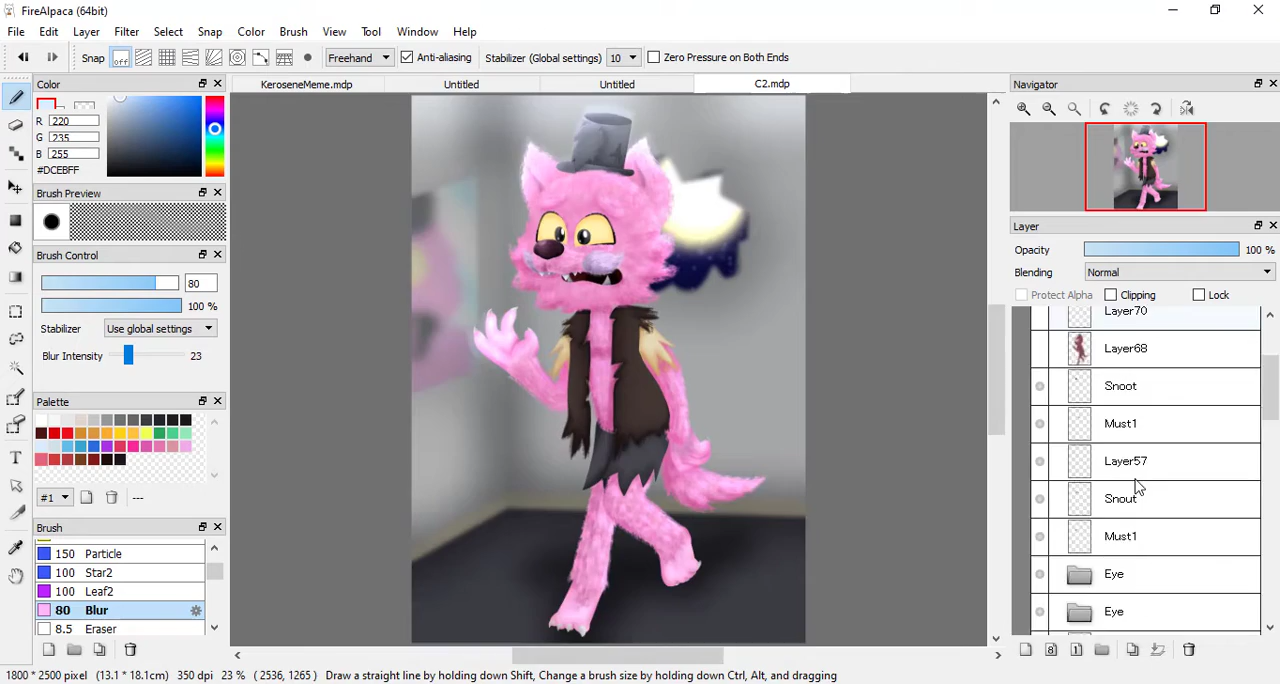 FireAlpaca (64bit)
File Edit Layer Filter Select Snap Color Brush View Tool Window Help
Snap off Freehand Anti-aliasing Stabilizer (Global settings) 10 Zero Pressure on Both Ends
Color
R 220
G 235
B 255
#DCEBFF
Brush Preview
Brush Control
80
100 %
Stabilizer Use global settings
Blur Intensity 23
Palette
#1 ---
Brush
150 Particle
100 Star2
100 Leaf2
80 Blur
8.5 Eraser
KeroseneMeme.mdp Untitled Untitled C2.mdp
Navigator
Layer
Opacity 100 %
Blending Normal
Protect Alpha Clipping Lock
Layer70
Layer68
Snoot
Must1
Layer57
Snout
Must1
Eye
Eye
8 1
1800 * 2500 pixel (13.1 * 18.1cm) 350 dpi 23 % ( 2536, 1265 ) Draw a straight line by holding down Shift, Change a brush size by holding down Ctrl, Alt, and dragging